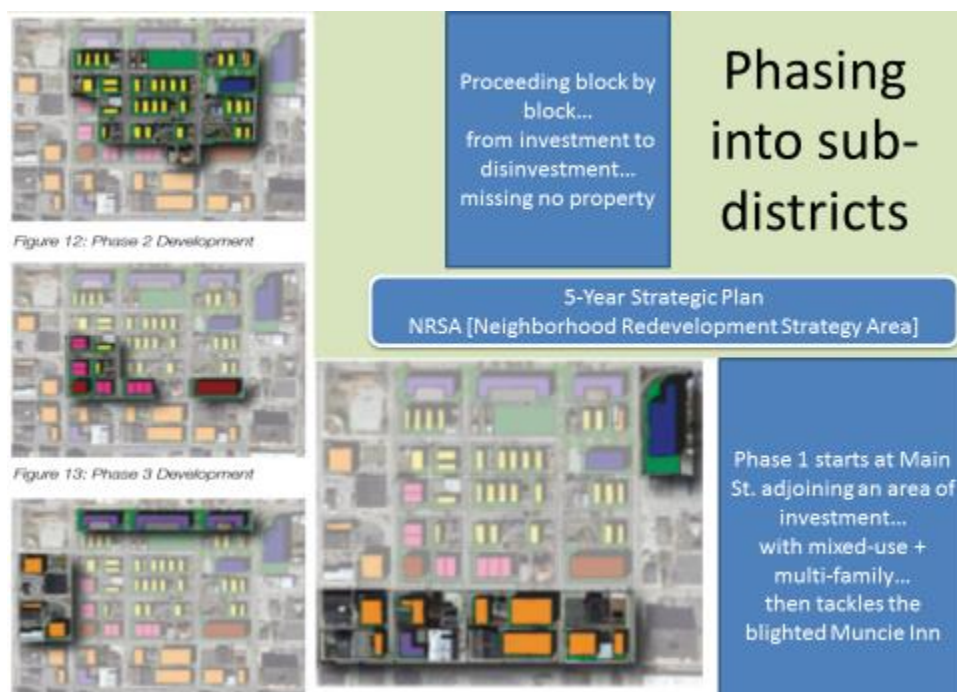 Phasing
into sub-
districts
Proceeding block by
block...
from investment to
disinvestment...
missing no property
Figure 12: Phase 2 Development
5-Year Strategic Plan
NRSA [Neighborhood Redevelopment Strategy Area]
Figure 13: Phase 3 Development
Phase 1 starts at Main
St. adjoining an area of
investment...
with mixed-use +
multi-family...
then tackles the
blighted Muncie Inn